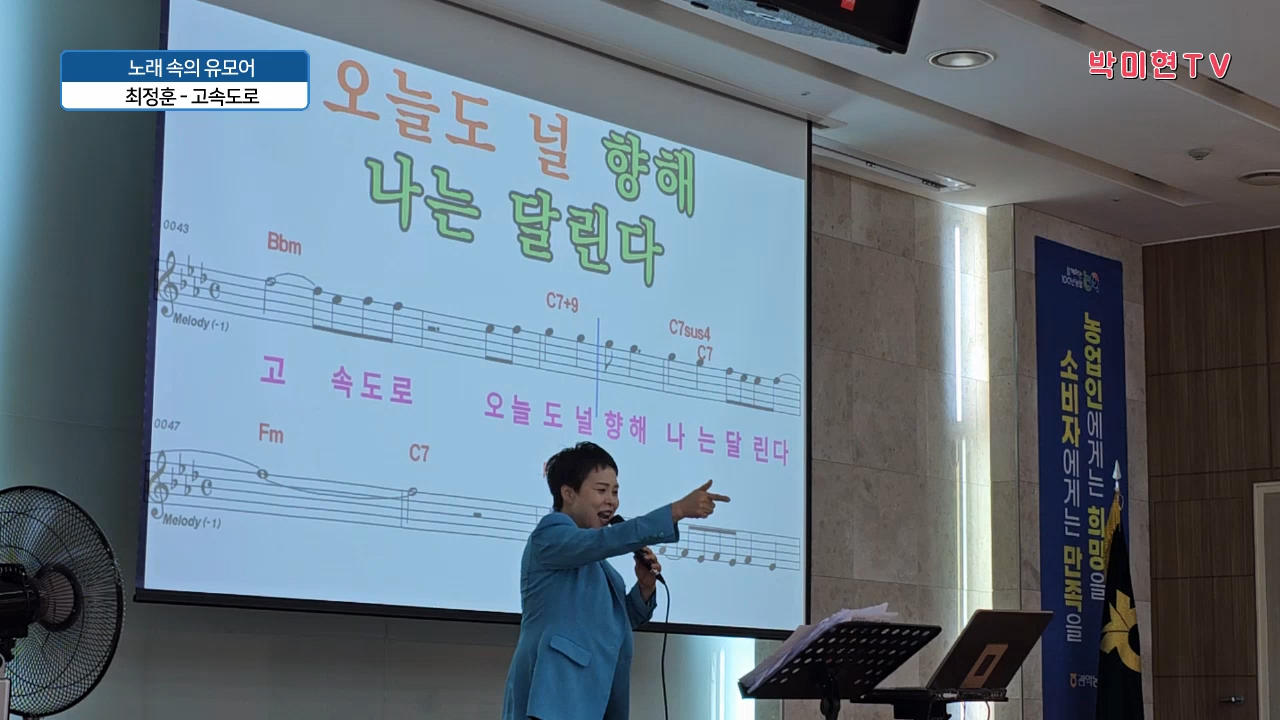 노래 속의 유모어
최정훈 - 고속도로
박미현TV
오늘도 널 향해
나는 달린다
0043
Bbm
C7+9
C7sus4
C7
Melody (-1)
고 속도로 오늘 도 널 향해 나 는달 린다
0047
Fm
C7
Melody (-1)
농업인에게는 희망을
소비자에게는 만족을